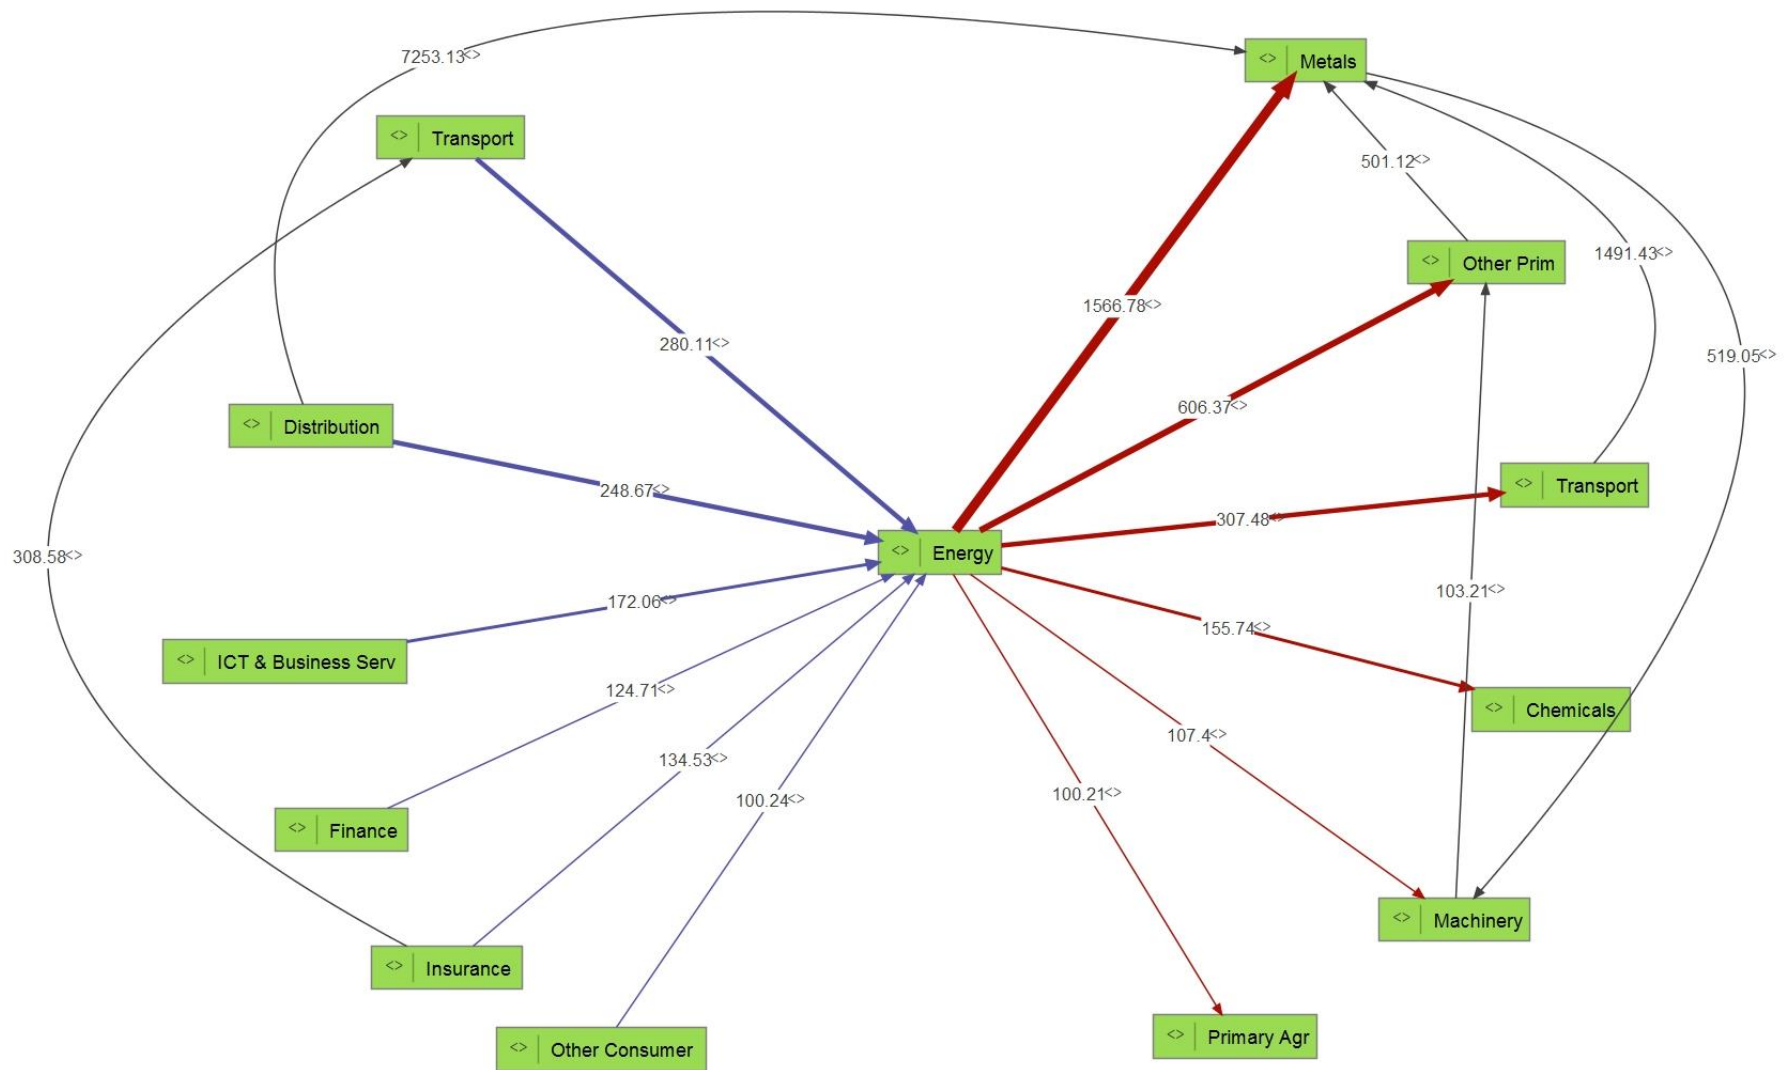 7253.13<>
<> Metals
<> Transport
501.12<>
<> Other Prim
1491.43<>
1566.78<>
280.11<>
519.05<>
606.37<>
<> Distribution
248.67<>
<> Transport
307.48<>
308.58<>
<> Energy
103.21<>
172.06<>
155.74<>
<> ICT & Business Serv
124.71<>
<> Chemicals
107.4<>
134.53<>
100.24<>
100.21<>
<> Finance
<> Machinery
<> Insurance
<> Primary Agr
<> Other Consumer